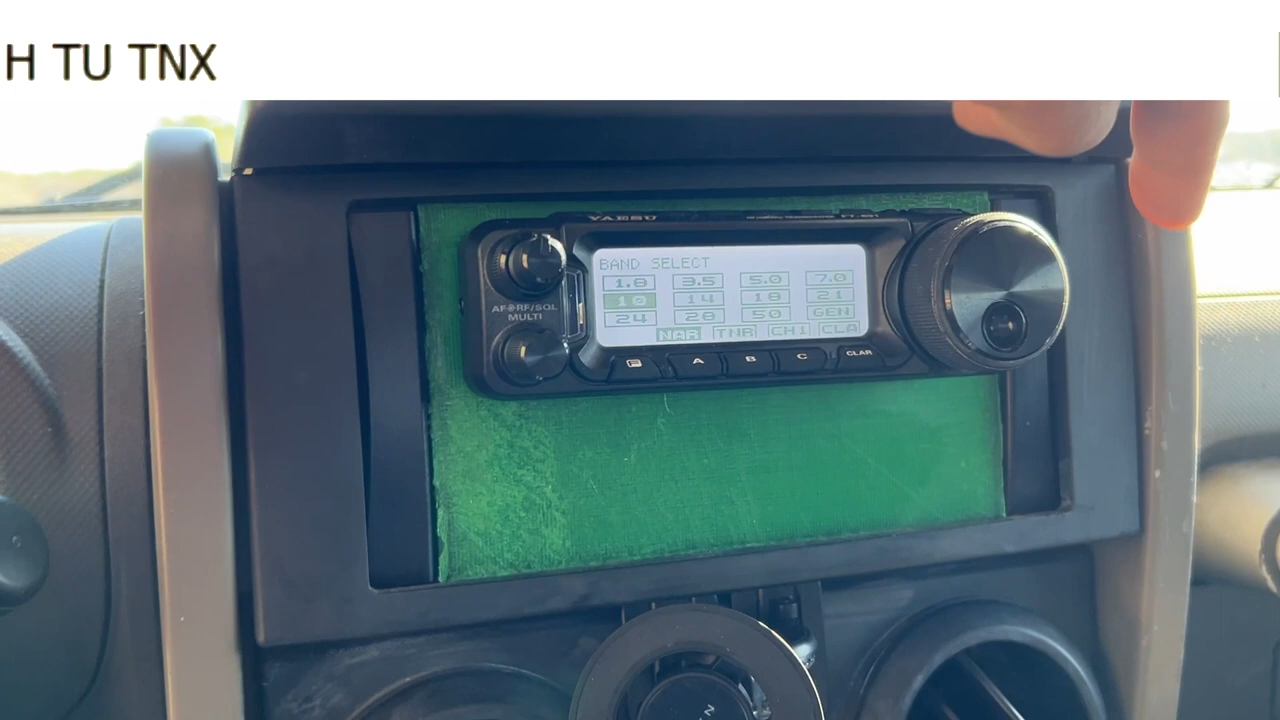 H TU TNX
YAESU
BAND SELECT
1.8 3.5 5.0 7.0
10 14 18 21
24 28 50 GEN
NAR TNR CH1 CLA
AF RF/SQL
MULTI
F A B C CLAR
N